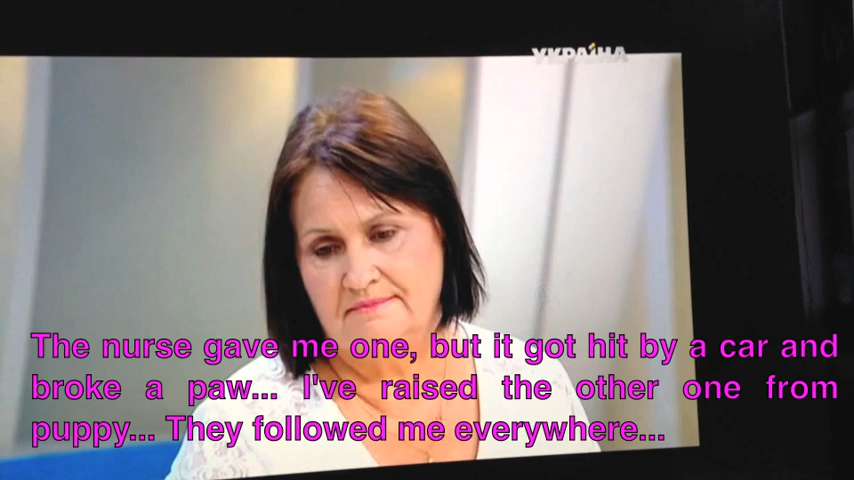 УКРАЇНА
The nurse gave me one, but it got hit by a car and
broke a paw... I've raised the other one from
puppy... They followed me everywhere...